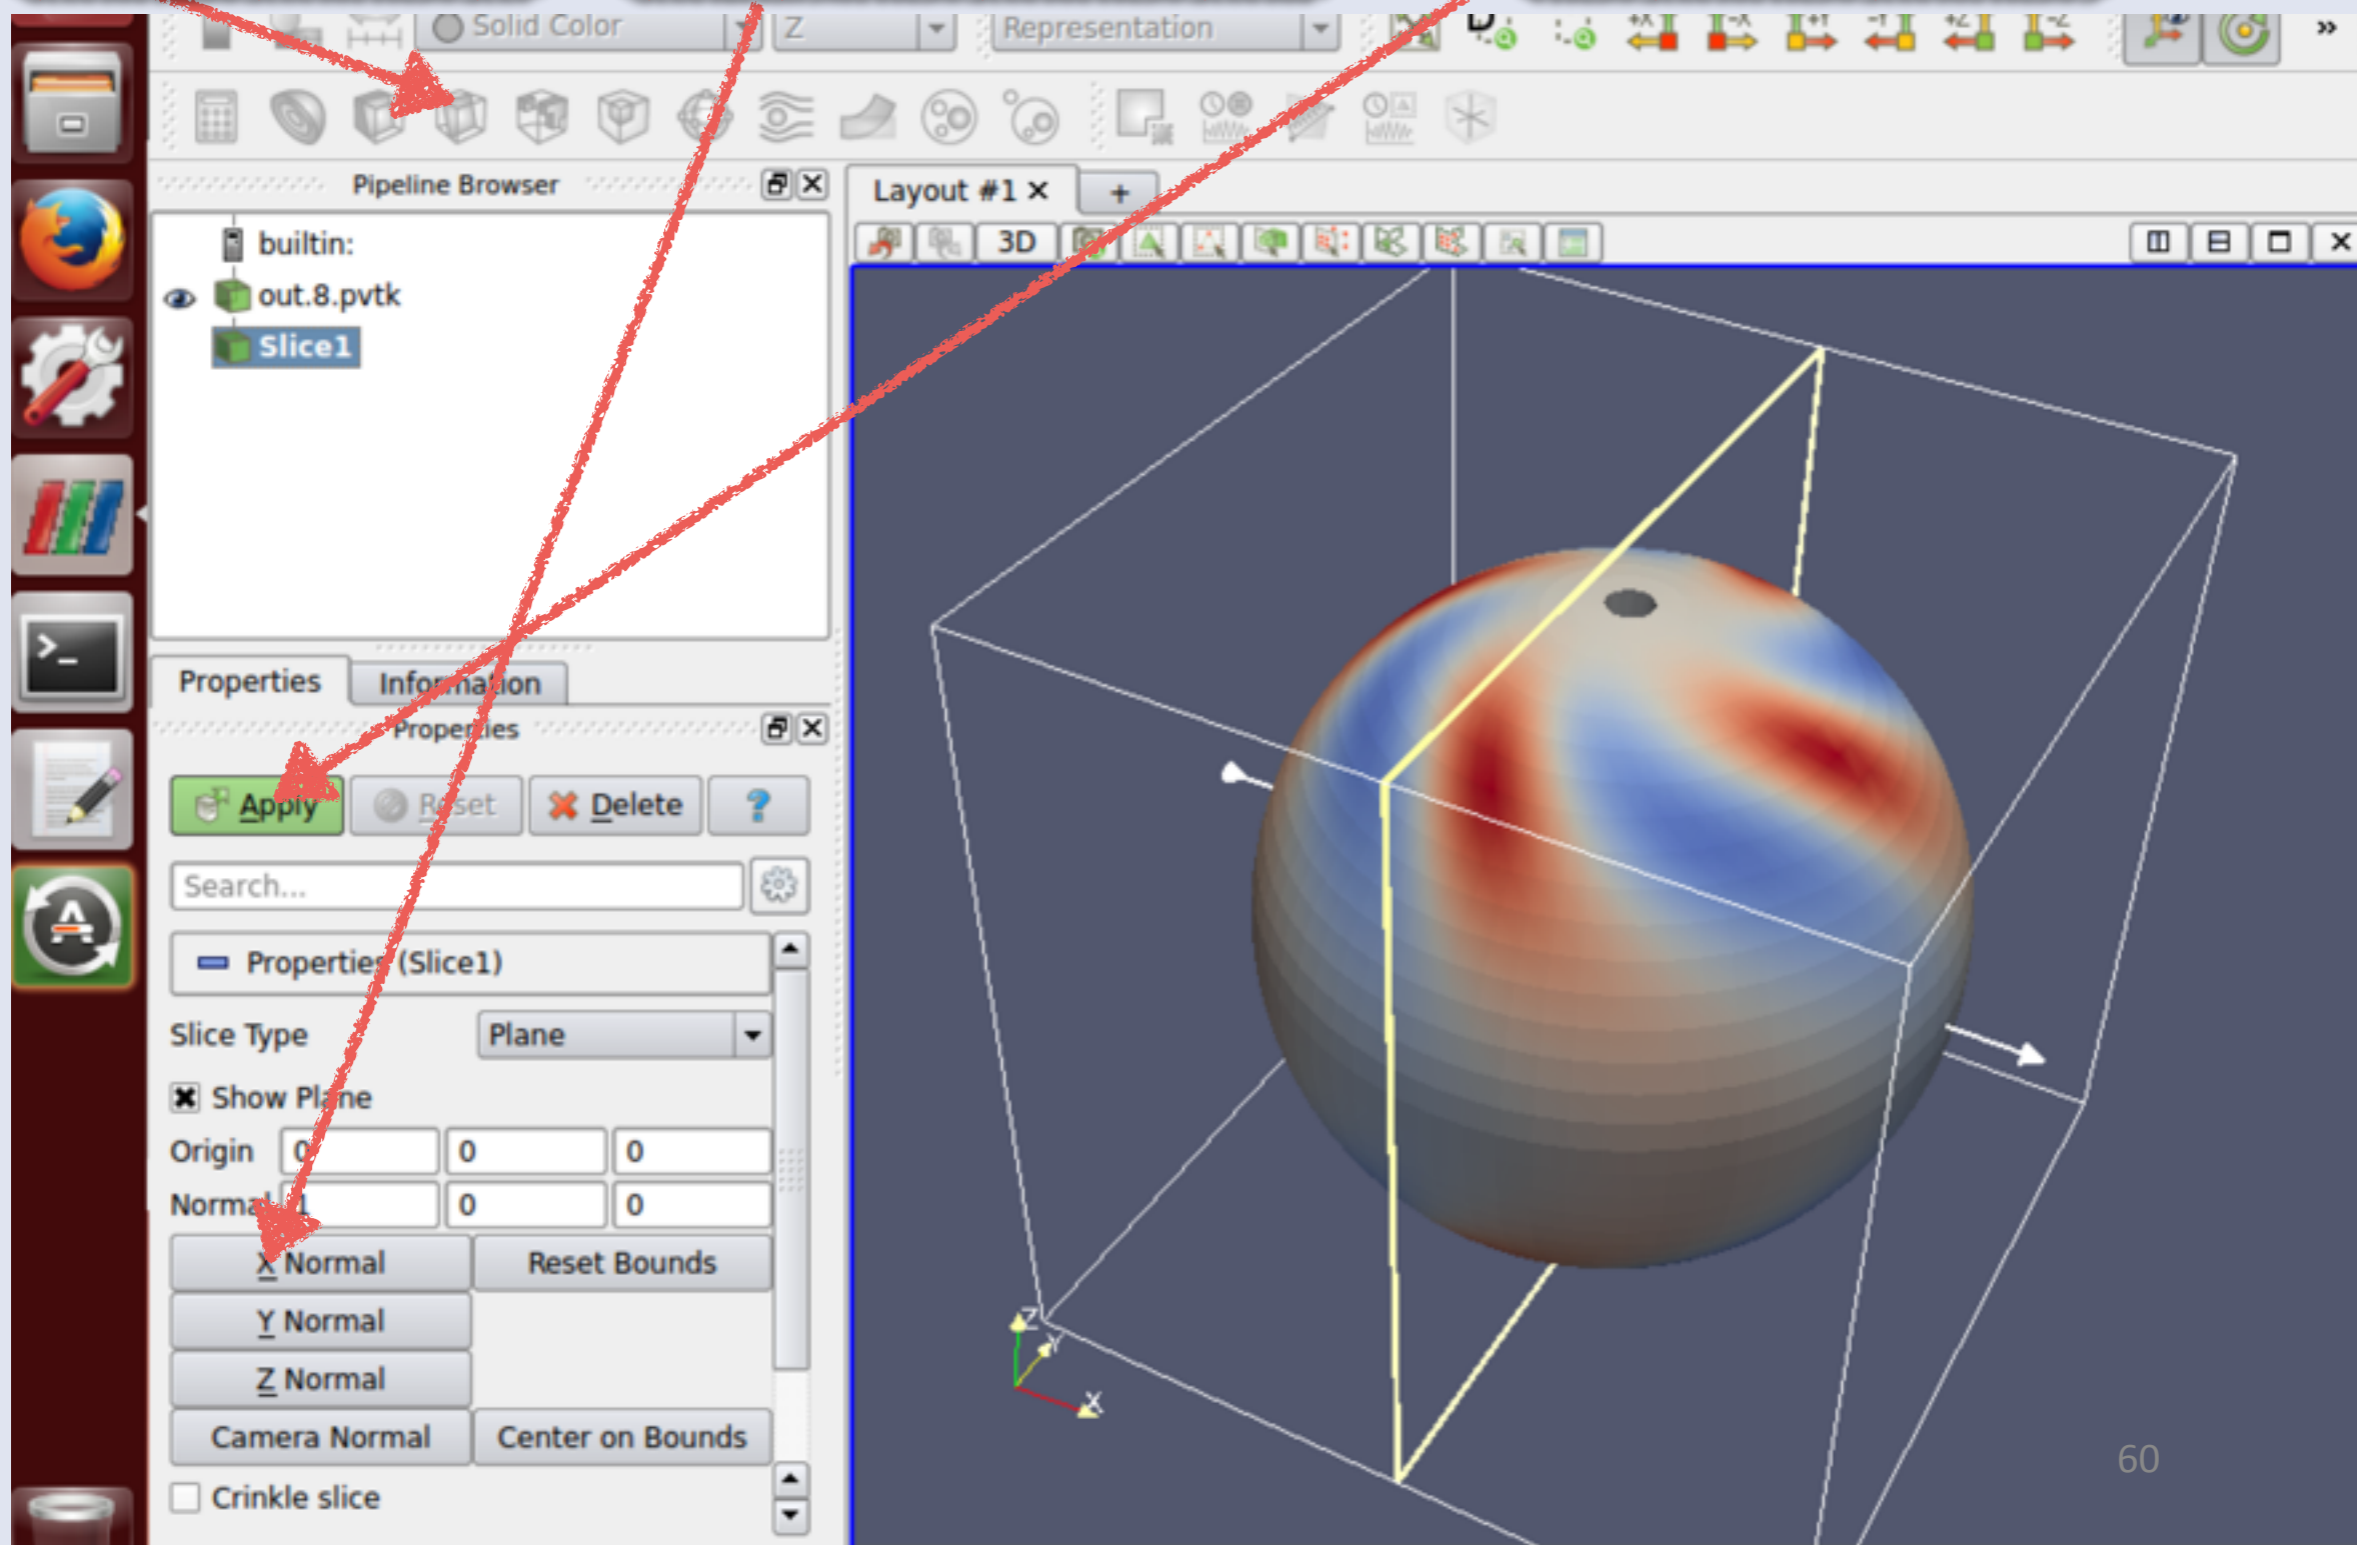 Solid Color Z Representation +X -X +Y -Y +Z -Z »
Pipeline Browser
Layout #1 +
builtin:
3D
out.8.pvtk
Slice1
Properties Information
Properties
Apply Reset Delete ?
Search...
Properties (Slice1)
Slice Type Plane
Show Plane
Origin 0 0 0
Normal 1 0 0
X Normal Reset Bounds
Y Normal
Z Normal
Camera Normal Center on Bounds
Crinkle slice
Z
Y
X
60